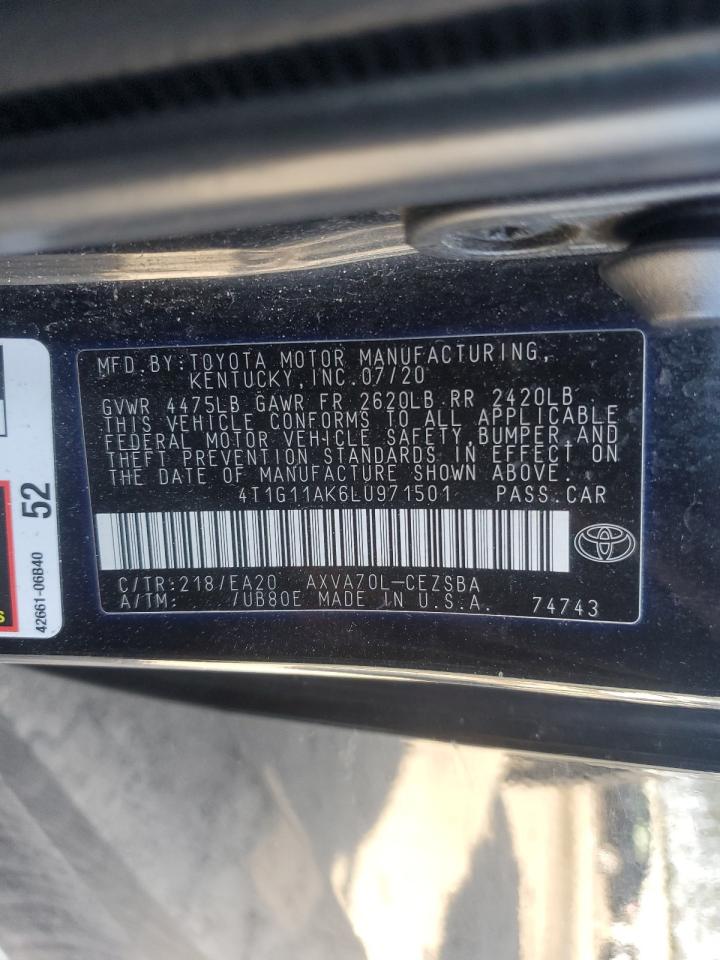 MFD.BY:TOYOTA MOTOR MANUFACTURING,
KENTUCKY,INC.07/20
GVWR 4475LB GAWR FR 2620LB RR 2420LB
THIS VEHICLE CONFORMS TO ALL APPLICABLE
FEDERAL MOTOR VEHICLE SAFETY,BUMPER,AND
THEFT PREVENTION STANDARDS IN EFFECT ON
THE DATE OF MANUFACTURE SHOWN ABOVE.
4T1G11AK6LU971501 PASS.CAR
C/TR:218/EA20 AXVA70L-CEZSBA
A/TM: /UB80E MADE IN U.S.A. 74743
52
42661-06B40